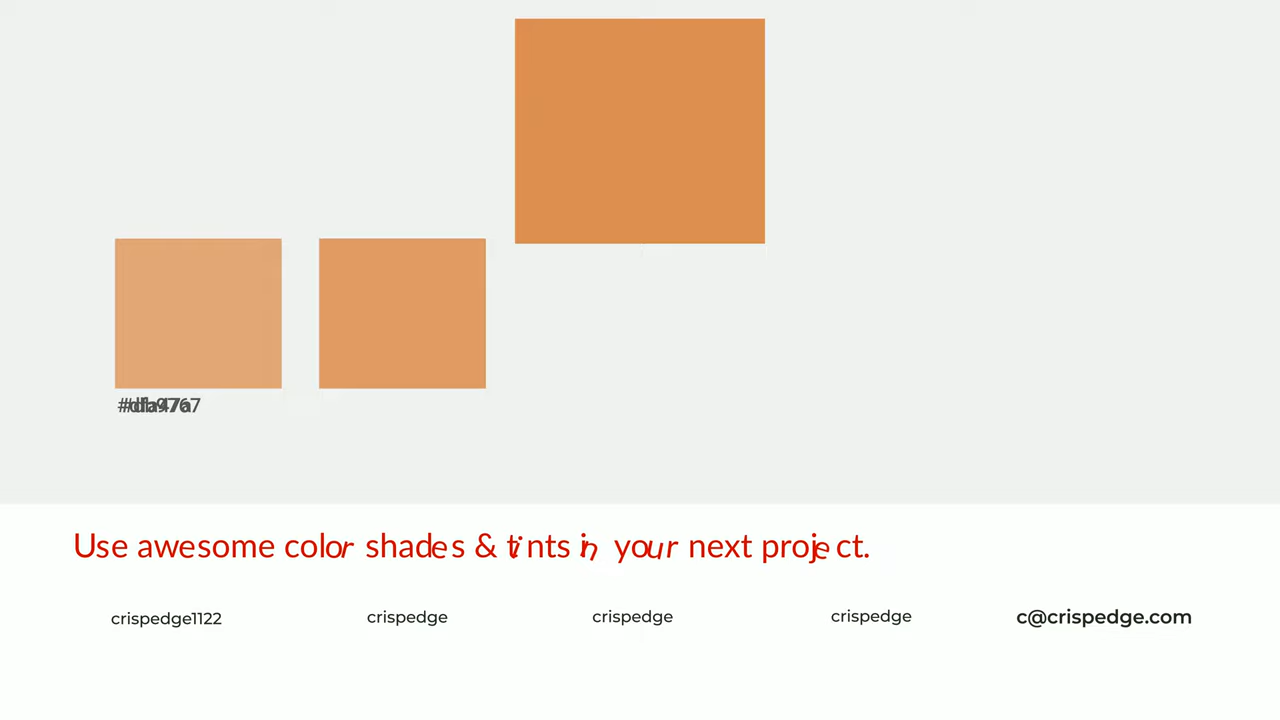 Use awesome color shades & tints in your next project.
crispedge1122 crispedge crispedge crispedge c@crispedge.com